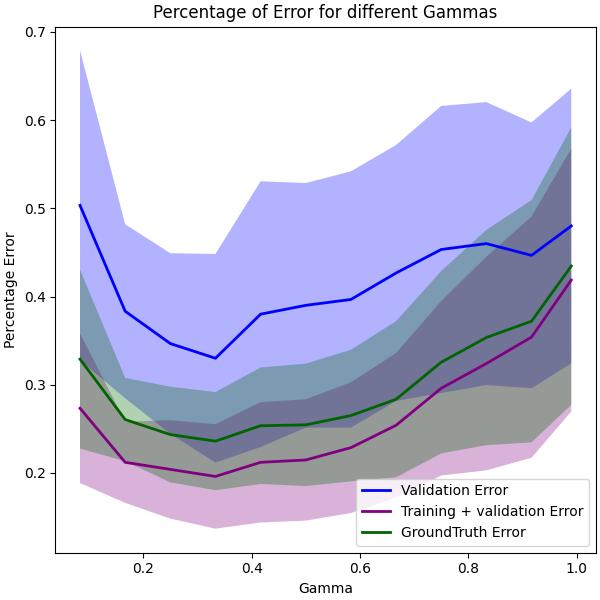 Percentage of Error for different Gammas
0.7
0.6
0.5
0.4
0.3
0.2
Percentage Error
Validation Error
Training + validation Error
GroundTruth Error
0.2 0.4 0.6 0.8 1.0
Gamma